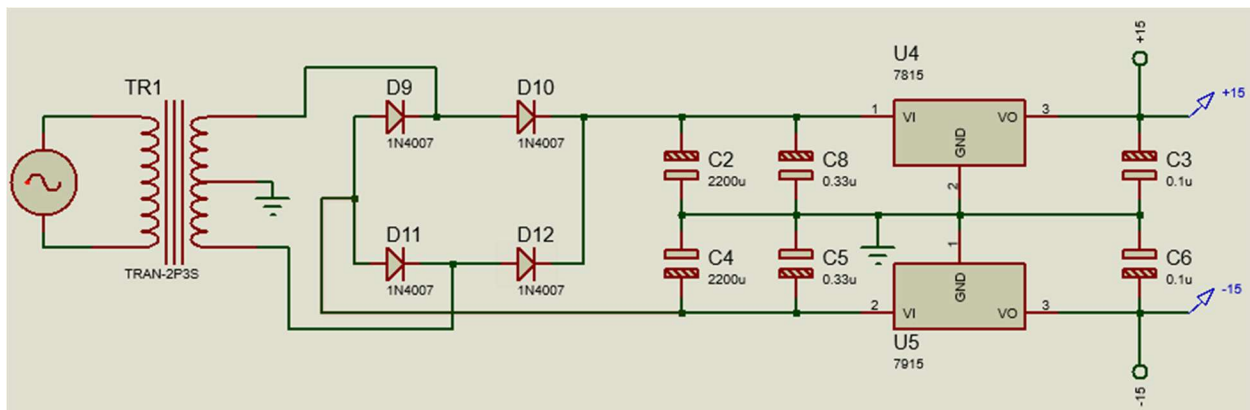 TR1
TRAN-2P3S
D9
1N4007
D10
1N4007
D11
1N4007
D12
1N4007
C2
2200u
C8
0.33u
C4
2200u
C5
0.33u
U4
7815
1
VI
VO
3
GND
2
1
GND
2
VI
VO
3
U5
7915
+15
+15
C3
0.1u
C6
0.1u
-15
-15